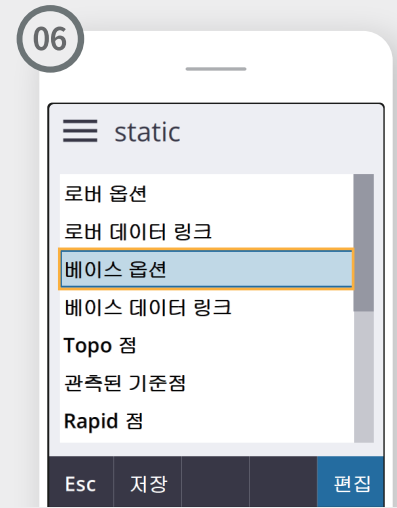 06
static
로버 옵션
로버 데이터 링크
베이스 옵션
베이스 데이터 링크
Topo 점
관측된 기준점
Rapid 점
Esc 저장 편집